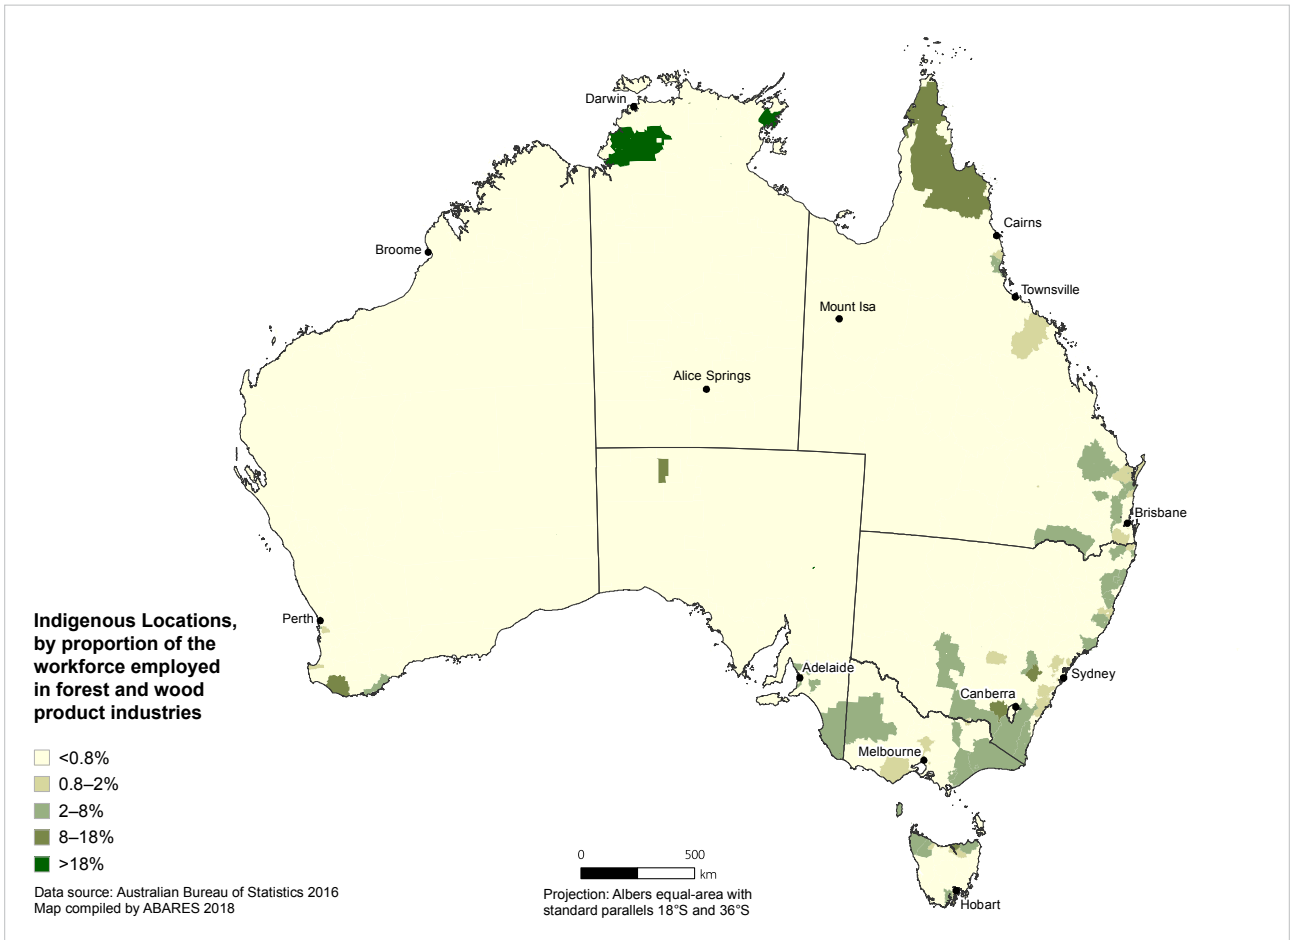 Darwin
Cairns
Broome
Townsville
Mount Isa
Alice Springs
Brisbane
Perth
Adelaide
Sydney
Canberra
Melbourne
Hobart
Indigenous Locations,
by proportion of the
workforce employed
in forest and wood
product industries
<0.8%
0.8–2%
2–8%
8–18%
>18%
Data source: Australian Bureau of Statistics 2016
Map compiled by ABARES 2018
0 500
km
Projection: Albers equal-area with
standard parallels 18°S and 36°S